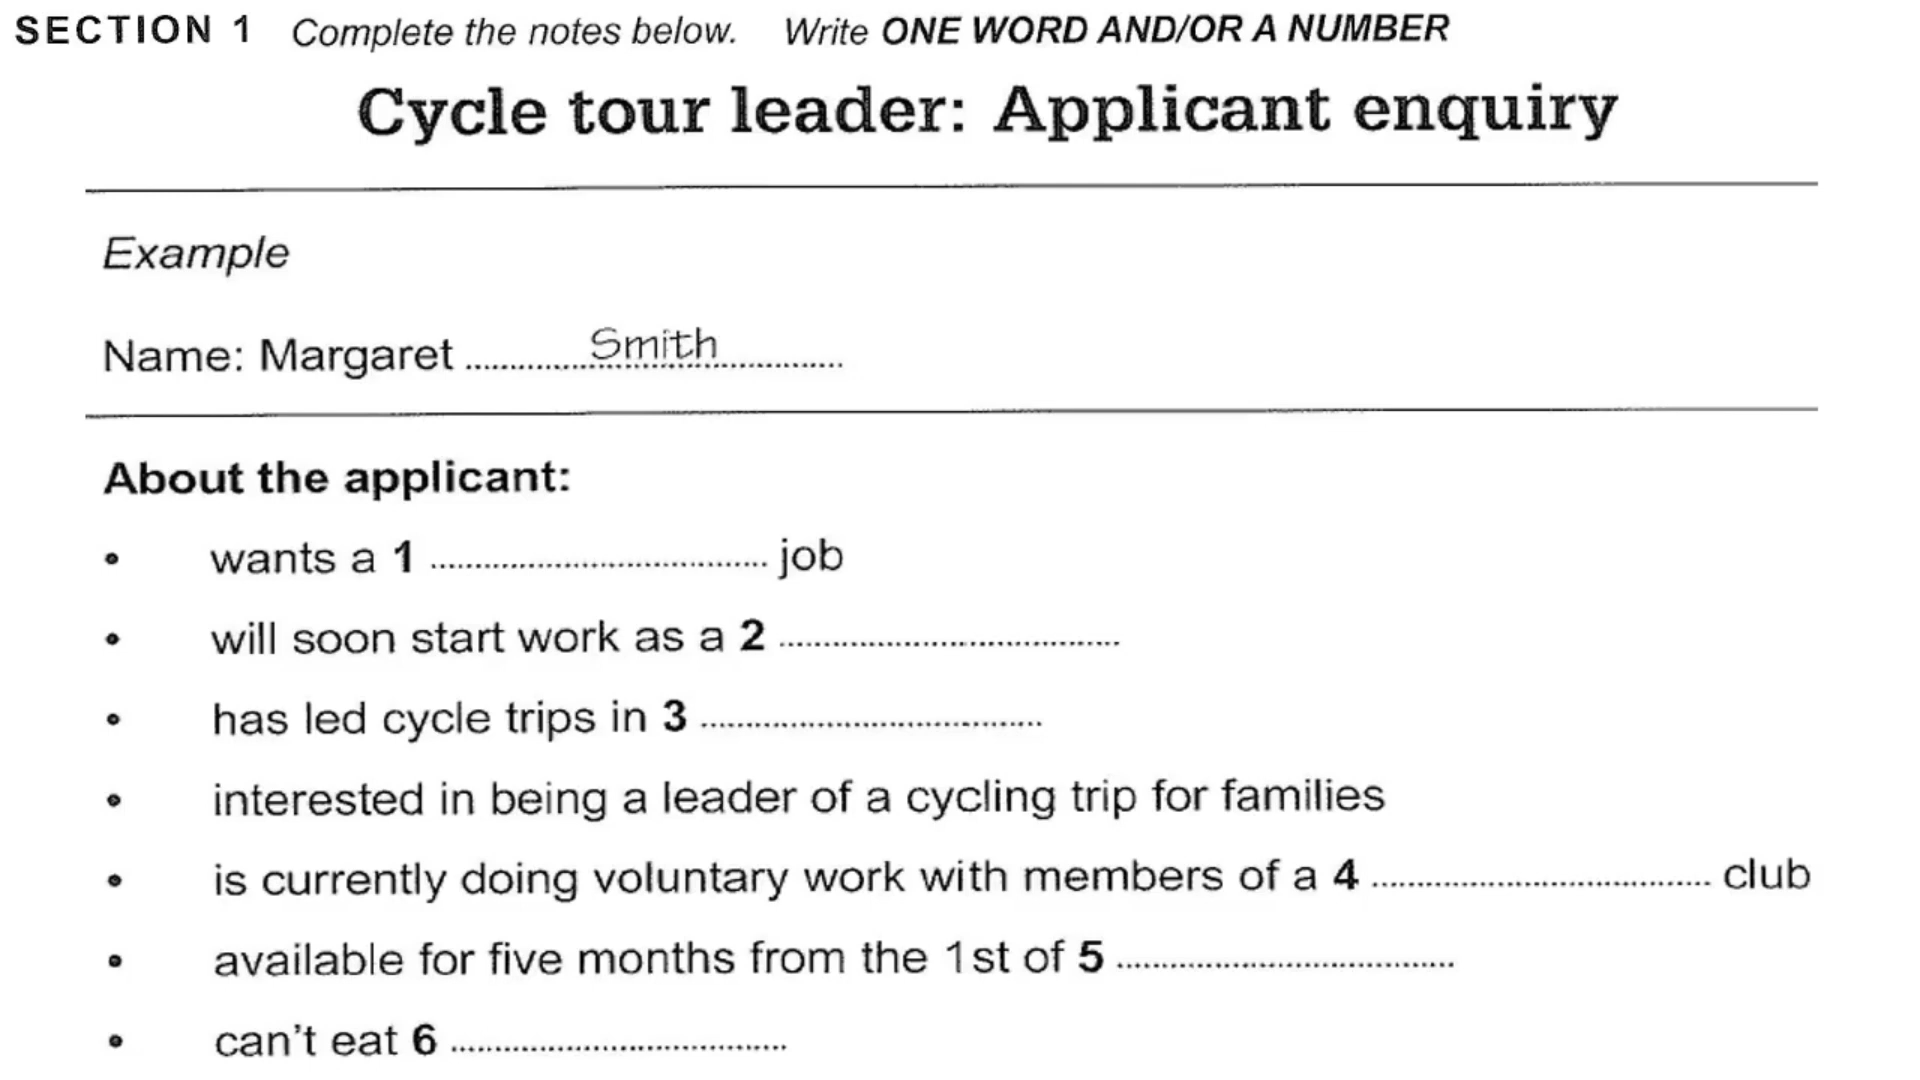 SECTION 1 Complete the notes below. Write ONE WORD AND/OR A NUMBER
Cycle tour leader: Applicant enquiry
Example
Name: Margaret ........... Smith ...........
About the applicant:
• wants a 1 .................................... job
• will soon start work as a 2 ....................................
• has led cycle trips in 3 ....................................
• interested in being a leader of a cycling trip for families
• is currently doing voluntary work with members of a 4 .................................... club
• available for five months from the 1st of 5 ....................................
• can't eat 6 ....................................